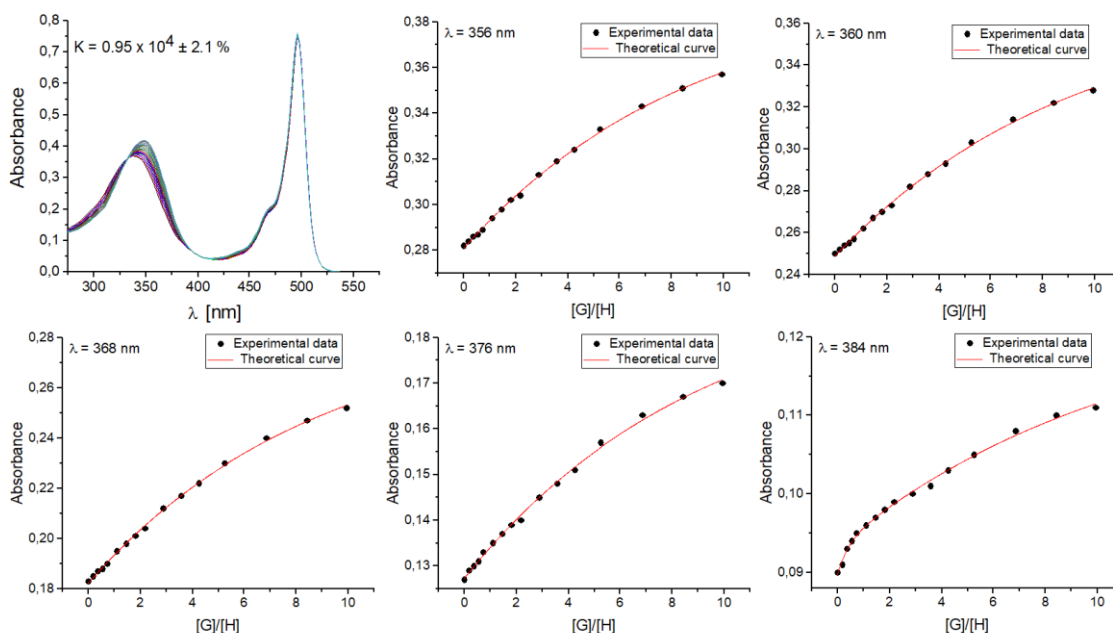 K = 0.95 x 10⁴ ± 2.1 %
0,8
0,7
0,6
0,5
0,4
0,3
0,2
0,1
0,0
Absorbance
300 350 400 450 500 550
λ [nm]
λ = 356 nm
Experimental data
Theoretical curve
0,36
0,34
0,32
0,30
0,28
Absorbance
0 2 4 6 8 10
[G]/[H]
λ = 360 nm
Experimental data
Theoretical curve
0,36
0,34
0,32
0,30
0,28
0,26
0,24
Absorbance
0 2 4 6 8 10
[G]/[H]
λ = 368 nm
Experimental data
Theoretical curve
0,28
0,26
0,24
0,22
0,20
0,18
Absorbance
0 2 4 6 8 10
[G]/[H]
λ = 376 nm
Experimental data
Theoretical curve
0,18
0,17
0,16
0,15
0,14
0,13
Absorbance
0 2 4 6 8 10
[G]/[H]
λ = 384 nm
Experimental data
Theoretical curve
0,12
0,11
0,10
0,09
Absorbance
0 2 4 6 8 10
[G]/[H]